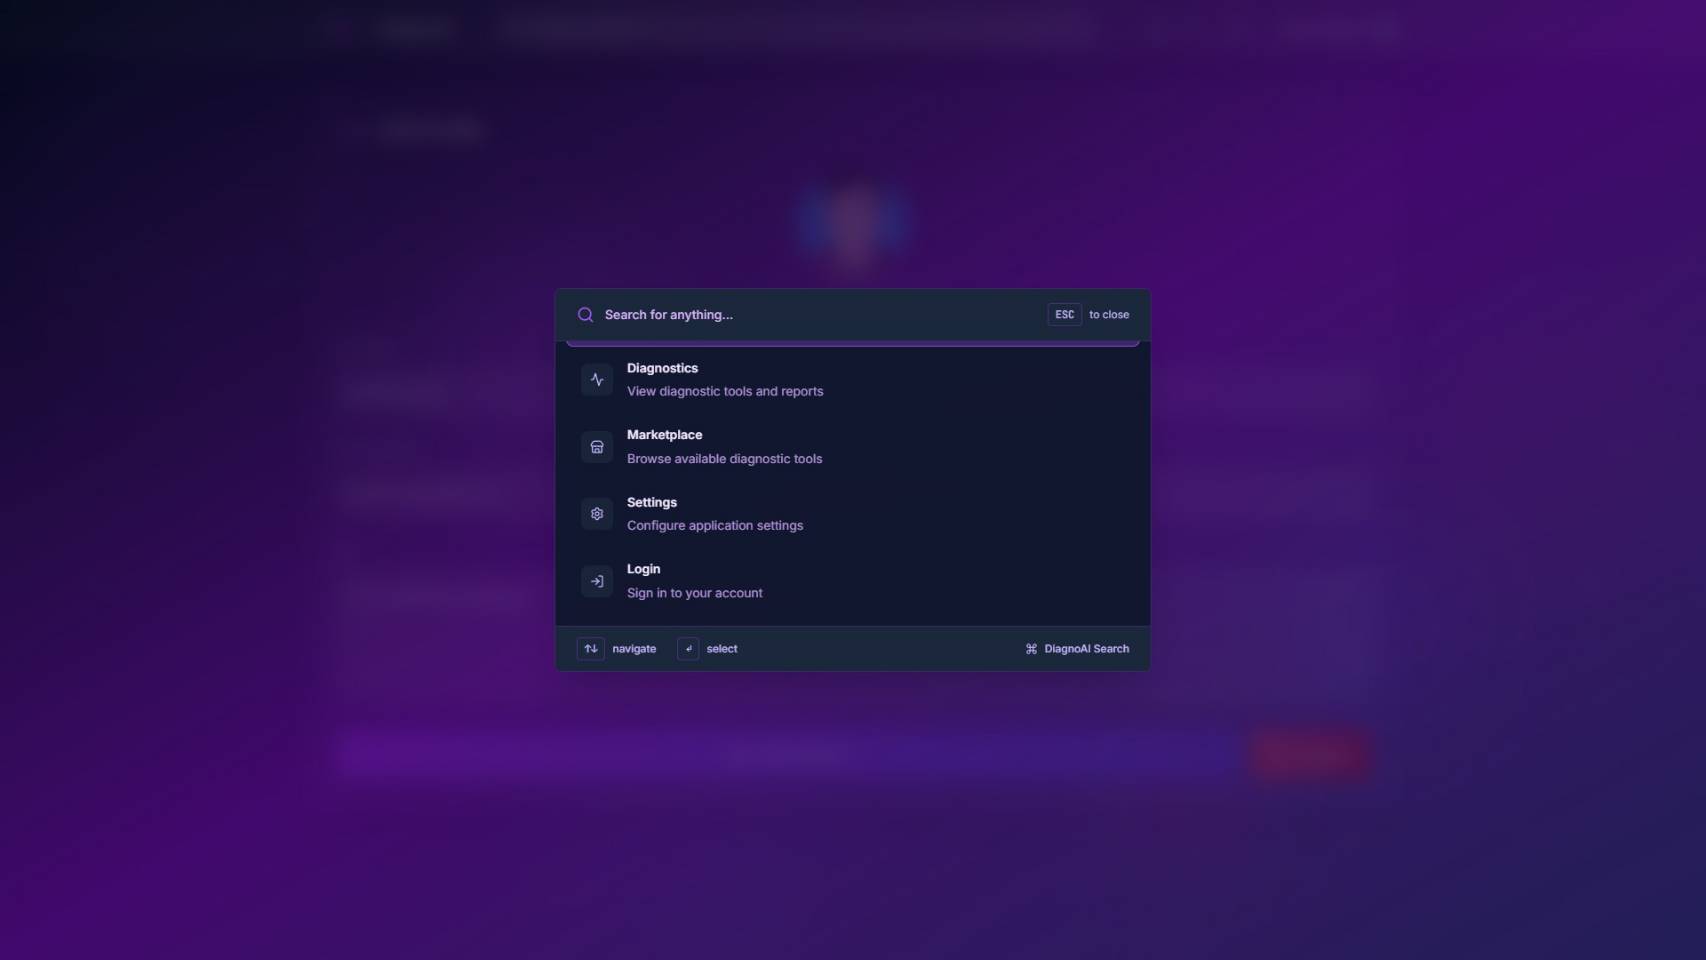 Search for anything...
ESC to close
Diagnostics
View diagnostic tools and reports
Marketplace
Browse available diagnostic tools
Settings
Configure application settings
Login
Sign in to your account
navigate select
DiagnoAI Search